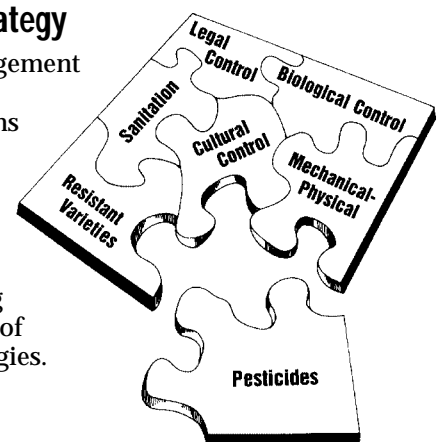 ategy
gement
ns
g
of
gies.
Legal
Control
Biological Control
Sanitation
Cultural
Control
Mechanical-
Physical
Resistant
Varieties
Pesticides